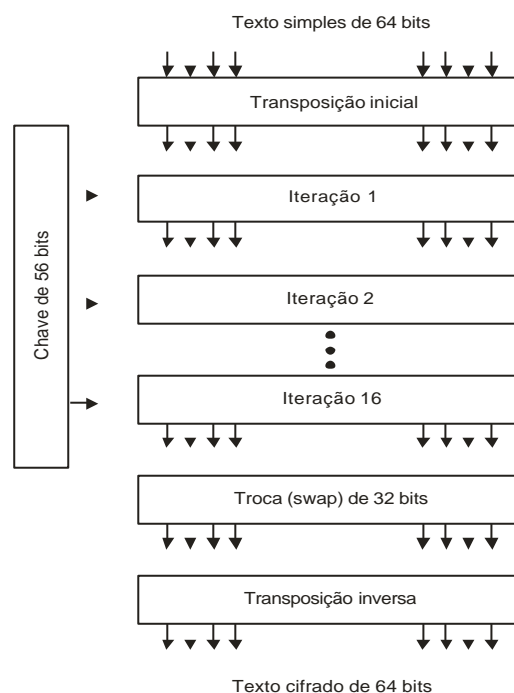 Texto simples de 64 bits
Transposição inicial
Chave de 56 bits
Iteração 1
Iteração 2
Iteração 16
Troca (swap) de 32 bits
Transposição inversa
Texto cifrado de 64 bits